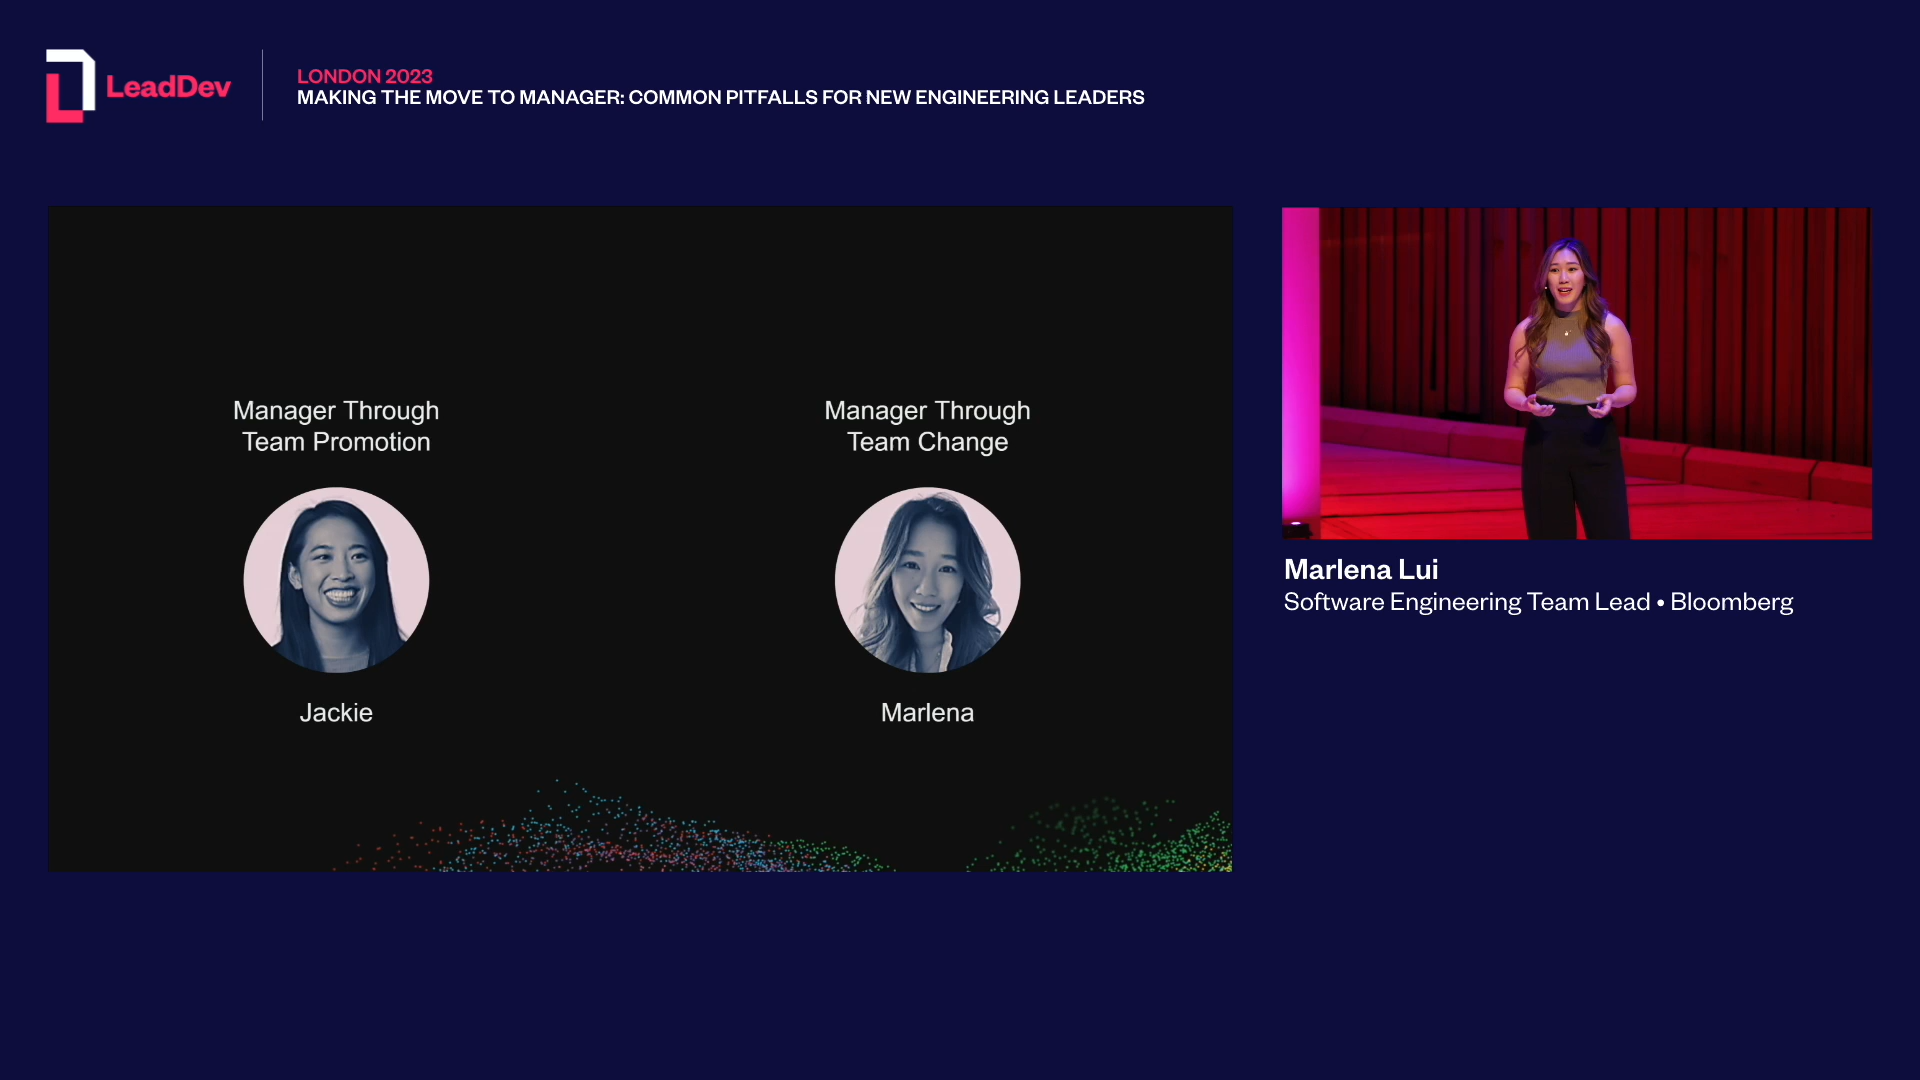 LeadDev
LONDON 2023
MAKING THE MOVE TO MANAGER: COMMON PITFALLS FOR NEW ENGINEERING LEADERS
Manager Through
Team Promotion
Jackie
Manager Through
Team Change
Marlena
Marlena Lui
Software Engineering Team Lead • Bloomberg